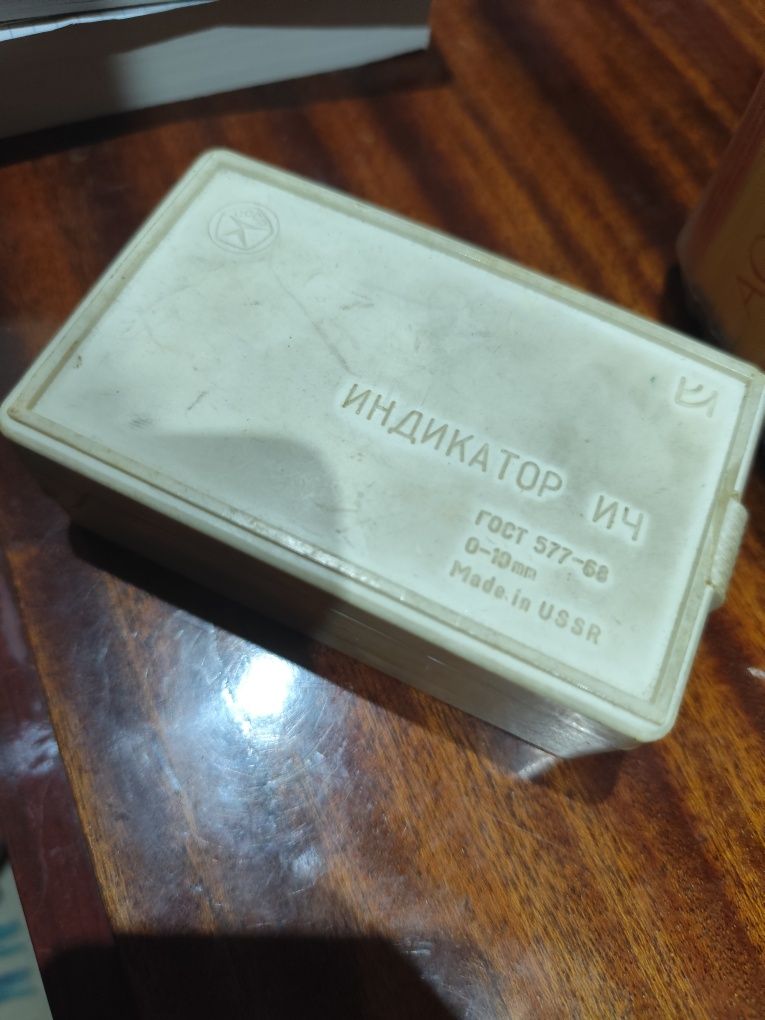 ИНДИКАТОР ИЧ
ГОСТ 577-68
0-10mm
Made in USSR